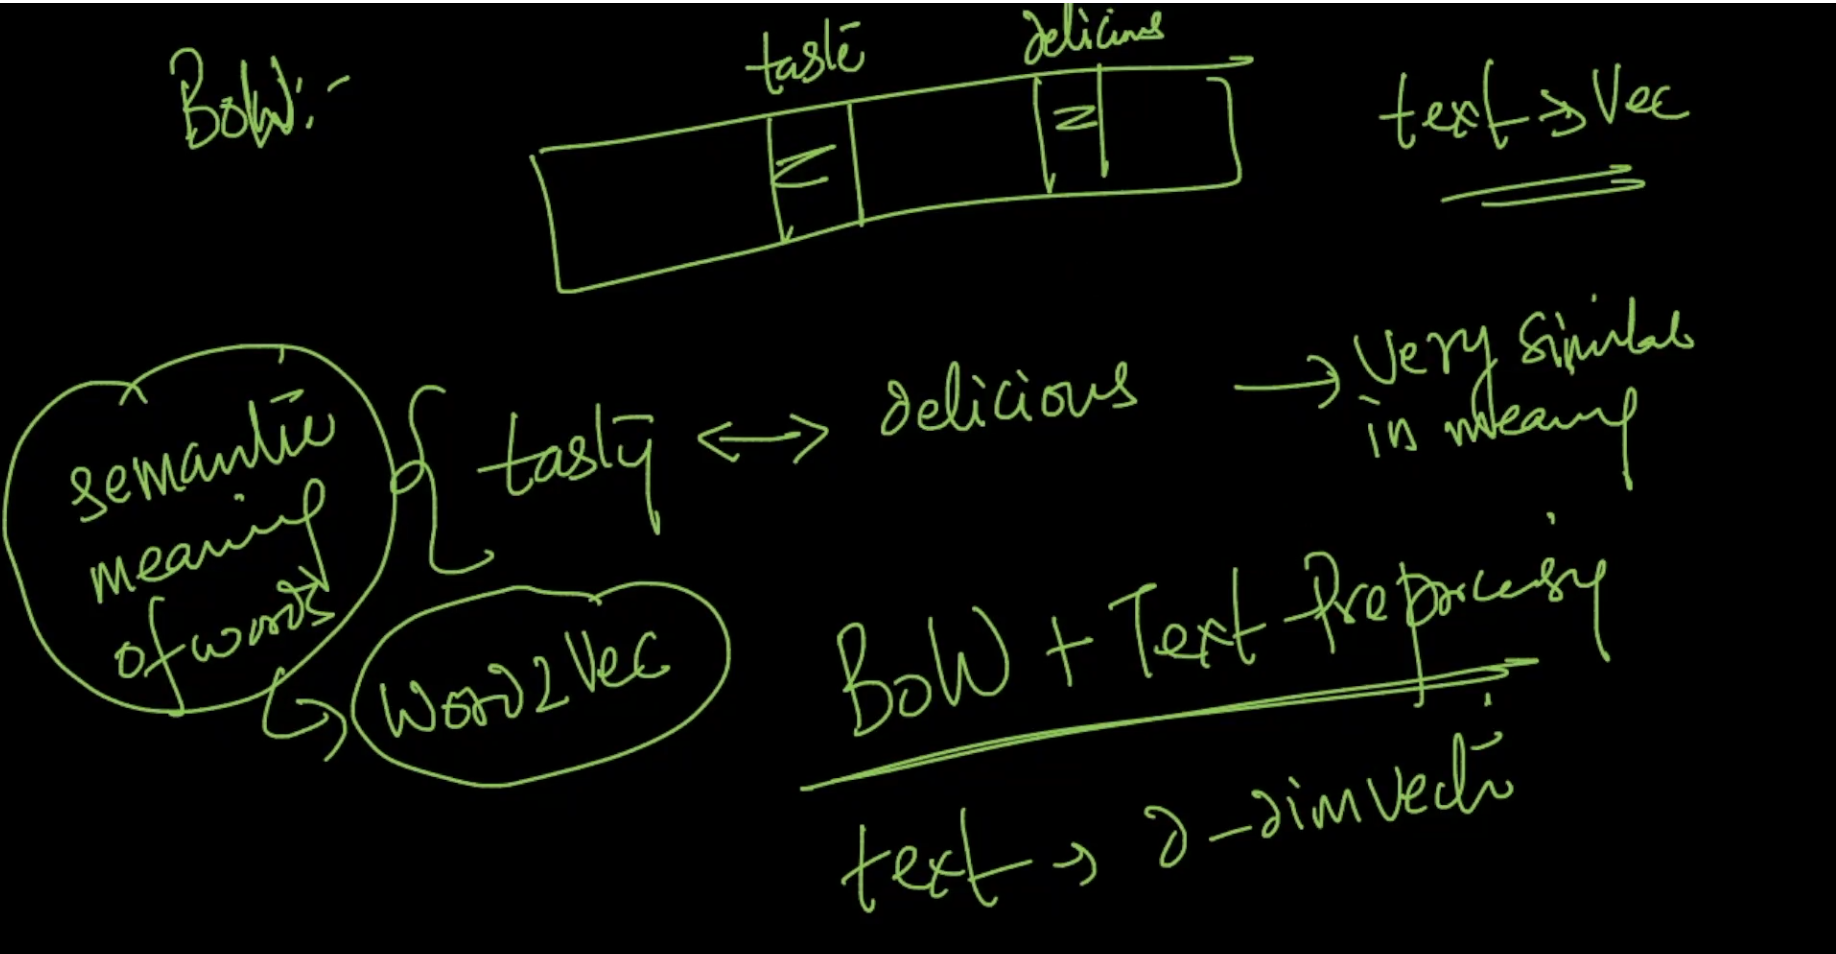 BoW:-
taste
delicious
text → Vec
tasty ↔ delicious → Very similar
in meaning
semantic
meaning
of words
Word2Vec
BoW + Text-Preprocessing
text → d-dim vector